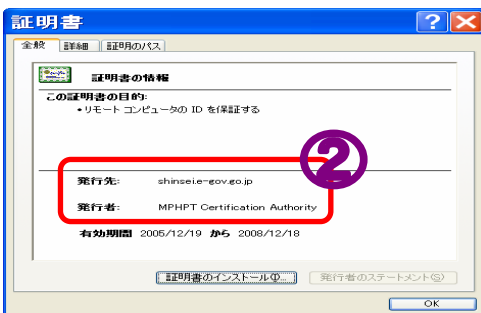 証明書
全般 詳細 証明のパス
証明書の情報
この証明書の目的:
•リモート コンピュータの ID を保証する
②
発行先: shinsei.e-gov.go.jp
発行者: MPHPT Certification Authority
有効期間 2005/12/19 から 2008/12/18
証明書のインストール(I)... 発行者のステートメント(S)
OK